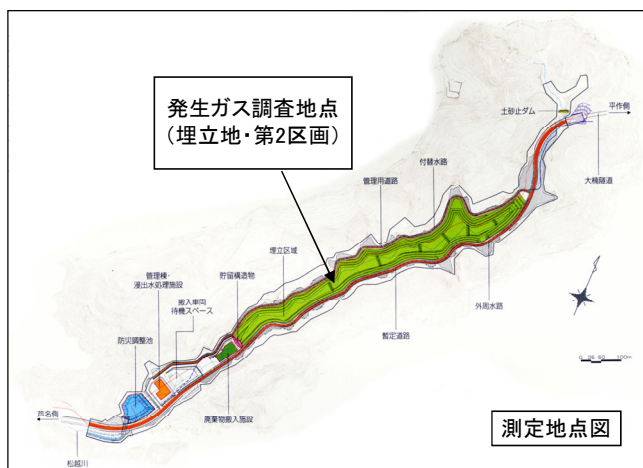 発生ガス調査地点
(埋立地・第2区画)
土砂止ダム
平作側
大楠隧道
付替水路
管理用道路
埋立区域
貯留構造物
管理棟・
浸出水処理施設
搬入車両
待機スペース
防災調整池
外周水路
暫定道路
廃棄物搬入施設
芦名側
松越川
100m
測定地点図